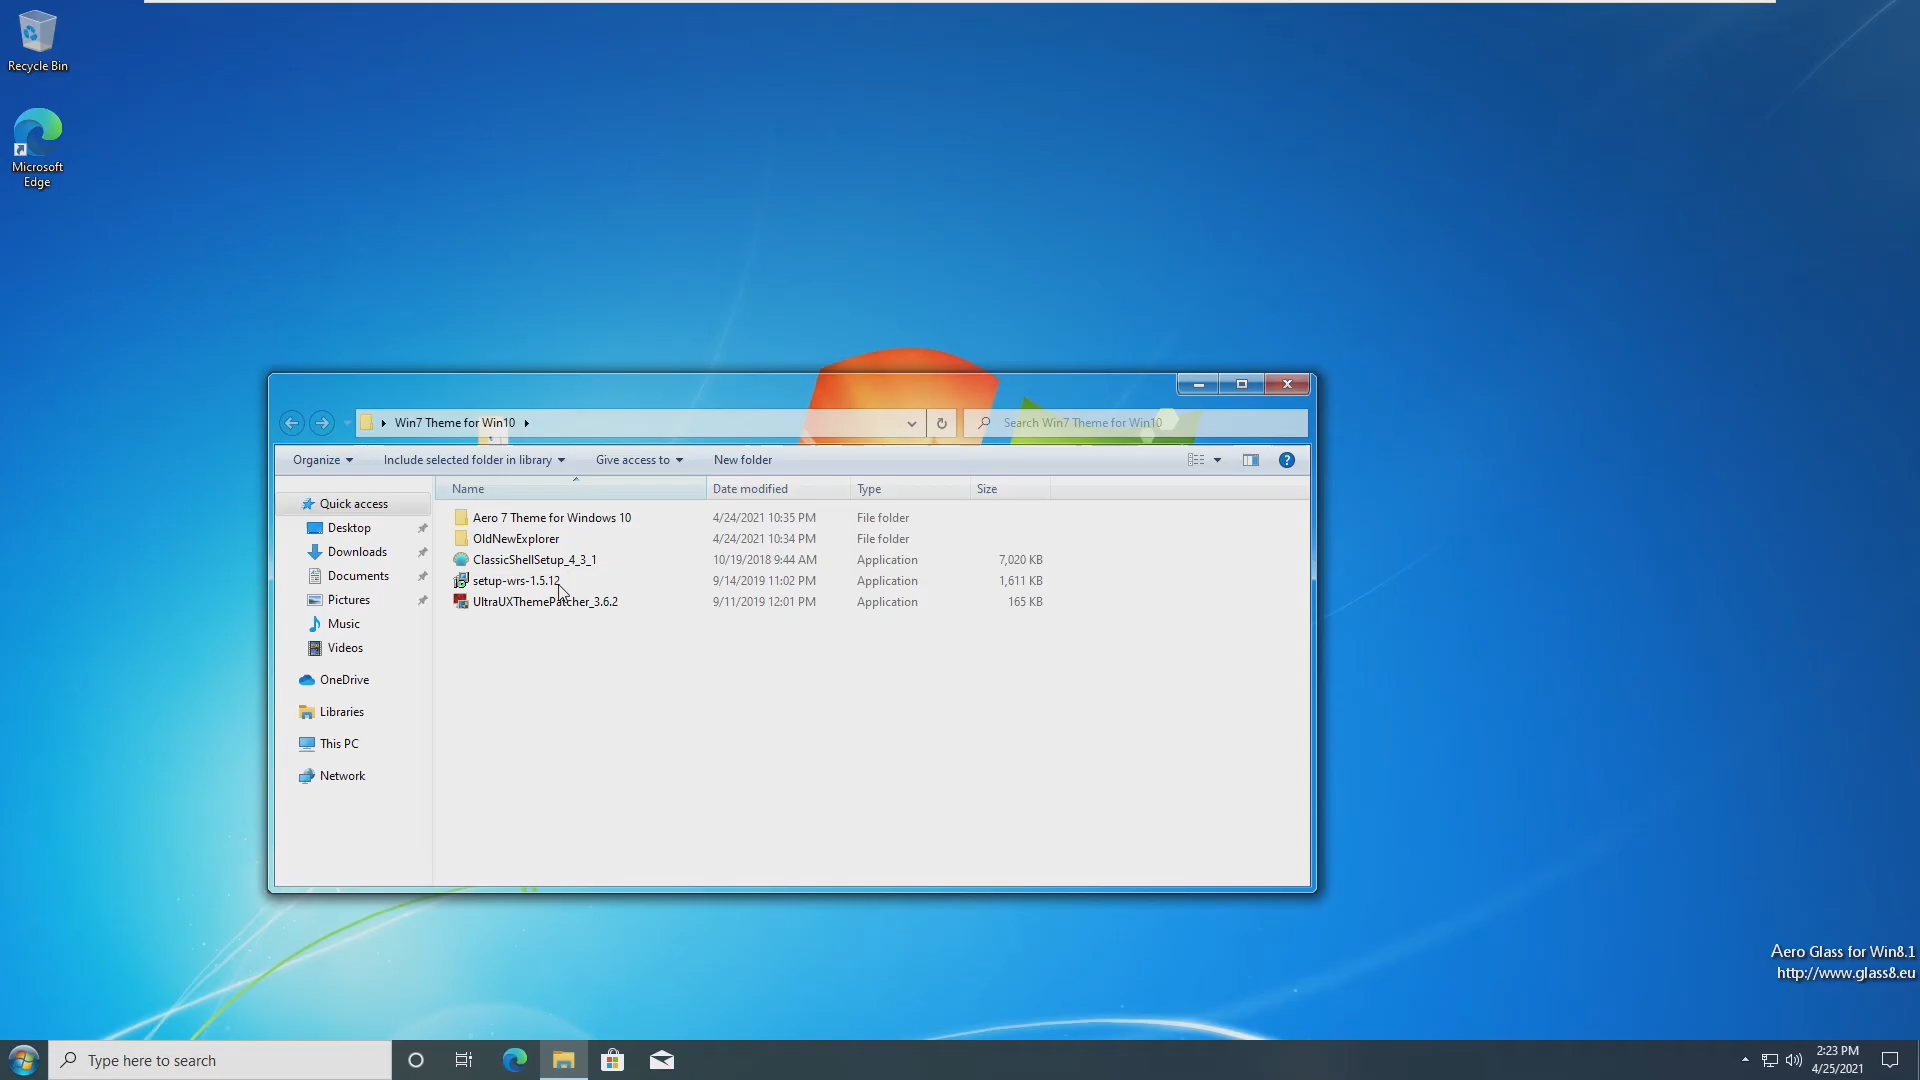 Recycle Bin
Microsoft
Edge
Win7 Theme for Win10
Search Win7 Theme for Win10
Organize
Include selected folder in library
Give access to
New folder
Name
Date modified
Type
Size
Quick access
Desktop
Downloads
Documents
Pictures
Music
Videos
OneDrive
Libraries
This PC
Network
Aero 7 Theme for Windows 10 4/24/2021 10:35 PM File folder
OldNewExplorer 4/24/2021 10:34 PM File folder
ClassicShellSetup_4_3_1 10/19/2018 9:44 AM Application 7,020 KB
setup-wrs-1.5.12 9/14/2019 11:02 PM Application 1,611 KB
UltraUXThemePatcher_3.6.2 9/11/2019 12:01 PM Application 165 KB
Aero Glass for Win8.1
http://www.glass8.eu
Type here to search
2:23 PM
4/25/2021